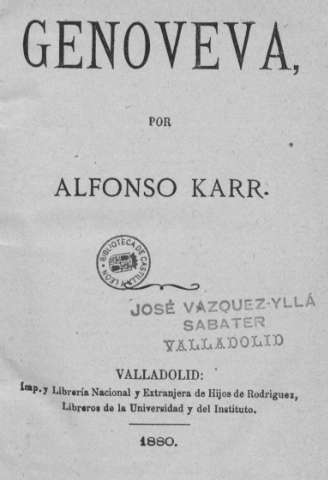 GENOVEVA,
POR
ALFONSO KARR.
BIBLIOTECA DE CASTILLA Y LEON
JOSÉ VAZQUEZ-YLLÁ
SABATER
VALLADOLID
VALLADOLID:
Imp. y Librería Nacional y Extranjera de Hijos de Rodriguez,
Libreros de la Universidad y del Instituto.
1880.